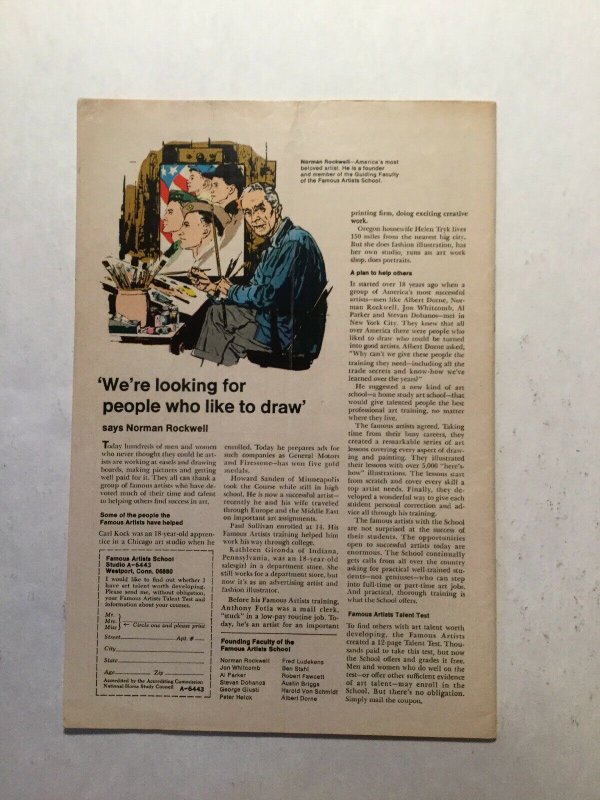 Norman Rockwell—America's most
beloved artist. He is a founder
and member of the Guiding Faculty
of the Famous Artists School.
'We're looking for
people who like to draw'
says Norman Rockwell
Today hundreds of men and women
who never thought they could be art-
ists are working at easels and drawing
boards, making pictures and getting
well paid for it. They all can thank a
group of famous artists who have de-
voted much of their time and talent
to helping others find success in art.
Some of the people the
Famous Artists have helped
Carl Kock was an 18-year-old appren-
tice in a Chicago art studio when he
enrolled. Today he prepares ads for
such companies as General Motors
and Firestone—has won five gold
medals.
Howard Sanden of Minneapolis
took the Course while still in high
school. He is now a successful artist—
recently he and his wife traveled
through Europe and the Middle East
on important art assignments.
Paul Sullivan enrolled at 14. His
Famous Artists training helped him
work his way through college.
Kathleen Gironda of Indiana,
Pennsylvania, was an 18-year-old
salesgirl in a department store. She
still works for a department store, but
now it's as an advertising artist and
fashion illustrator.
Before his Famous Artists training,
Anthony Fotia was a mail clerk,
"stuck" in a low-pay routine job. To-
day, he's an artist for an important
printing firm, doing exciting creative
work.
Oregon housewife Helen Tryk lives
150 miles from the nearest big city.
But she does fashion illustration, has
her own studio, runs an art work
shop, does portraits.
A plan to help others
It started over 18 years ago when a
group of America's most successful
artists—men like Albert Dorne, Nor-
man Rockwell, Jon Whitcomb, Al
Parker and Stevan Dohanos—met in
New York City. They knew that all
over America there were people who
liked to draw who could be turned
into good artists. Albert Dorne asked,
"Why can't we give these people the
training they need—including all the
trade secrets and know-how we've
learned over the years?"
He suggested a new kind of art
school—a home study art school—that
would give talented people the best
professional art training, no matter
where they live.
The famous artists agreed. Taking
time from their busy careers, they
created a remarkable series of art
lessons covering every aspect of draw-
ing and painting. They illustrated
their lessons with over 5,000 "here's-
how" illustrations. The lessons start
from scratch and cover every skill a
top artist needs. Finally, they de-
veloped a wonderful way to give each
student personal correction and ad-
vice all through his training.
The famous artists with the School
are not surprised at the success of
their students. The opportunities
open to successful artists today are
enormous. The School continually
gets calls from all over the country
asking for practical well-trained stu-
dents—not geniuses—who can step
into full-time or part-time art jobs.
And practical, thorough training is
what the School offers.
Famous Artists Talent Test
To find others with art talent worth
developing, the Famous Artists
created a 12-page Talent Test. Thou-
sands paid to take this test, but now
the School offers and grades it free.
Men and women who do well on the
test—or offer other sufficient evidence
of art talent—may enroll in the
School. But there's no obligation.
Simply mail the coupon.
Famous Artists School
Studio A-6443
Westport, Conn. 06880
I would like to find out whether I
have art talent worth developing.
Please send me, without obligation,
your Famous Artists Talent Test and
information about your courses.
Mr.
Mrs. Circle one and please print
Miss
Street Apt. #
City
State
Age Zip
Accredited by the Accrediting Commission
National Home Study Council A-6443
Founding Faculty of the
Famous Artists School
Norman Rockwell
Jon Whitcomb
Al Parker
Stevan Dohanos
George Giusti
Peter Helck
Fred Ludekens
Ben Stahl
Robert Fawcett
Austin Briggs
Harold Von Schmidt
Albert Dorne